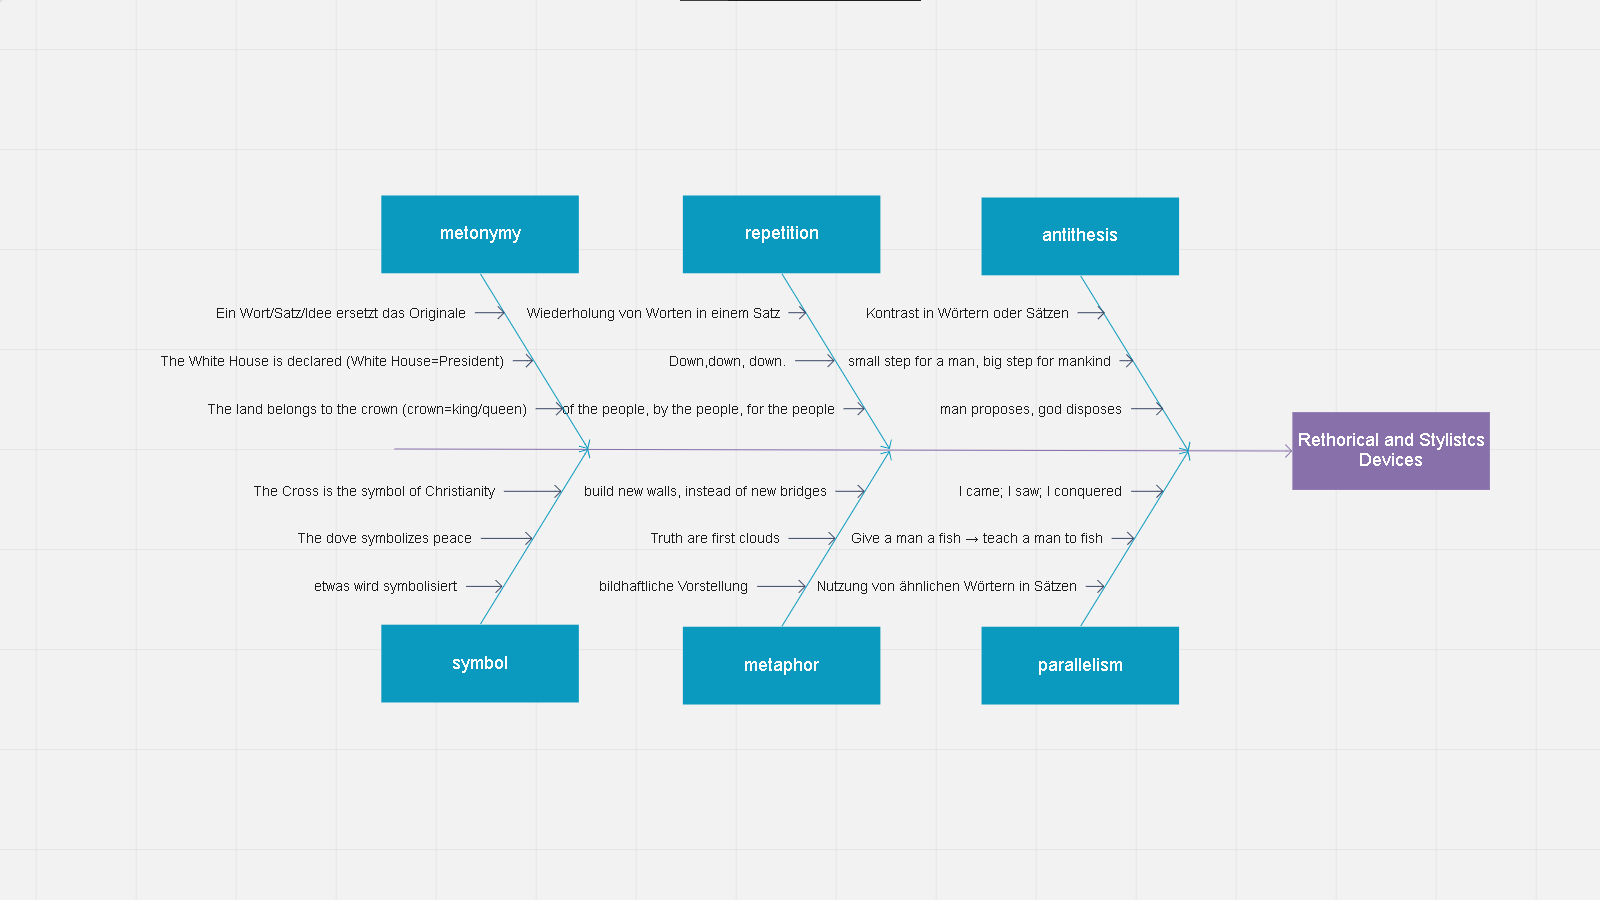 metonymy
repetition
antithesis
Ein Wort/Satz/Idee ersetzt das Originale
Wiederholung von Worten in einem Satz
Kontrast in Wörtern oder Sätzen
The White House is declared (White House=President)
Down,down, down.
small step for a man, big step for mankind
The land belongs to the crown (crown=king/queen)
of the people, by the people, for the people
man proposes, god disposes
Rethorical and Stylistcs
Devices
The Cross is the symbol of Christianity
build new walls, instead of new bridges
I came; I saw; I conquered
The dove symbolizes peace
Truth are first clouds
Give a man a fish → teach a man to fish
etwas wird symbolisiert
bildhaftliche Vorstellung
Nutzung von ähnlichen Wörtern in Sätzen
symbol
metaphor
parallelism